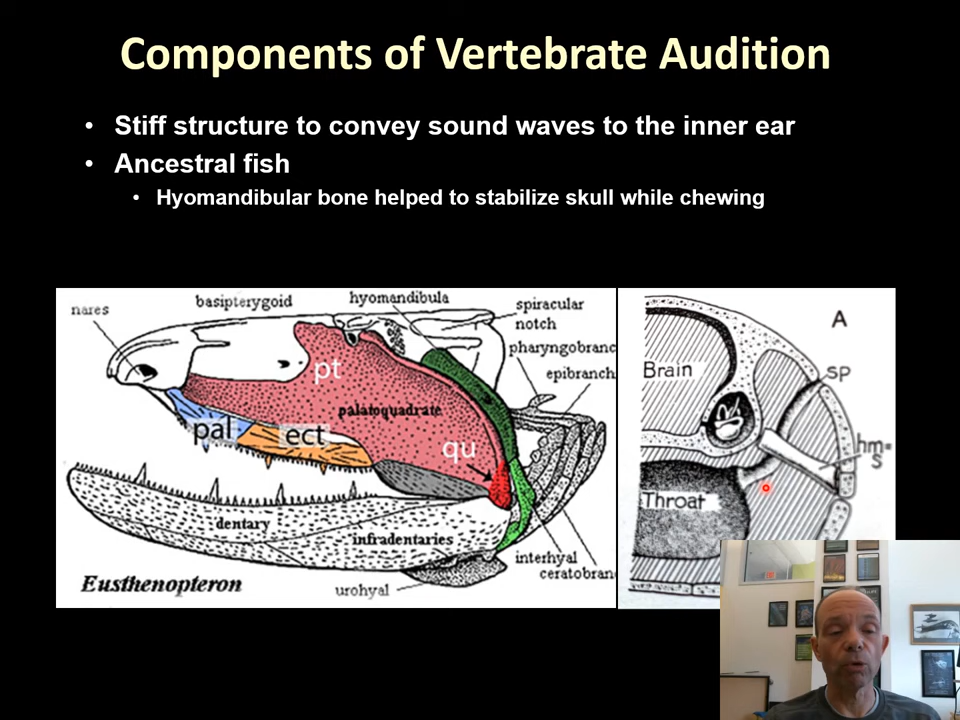 Components of Vertebrate Audition
• Stiff structure to convey sound waves to the inner ear
• Ancestral fish
• Hyomandibular bone helped to stabilize skull while chewing
nares
basipterygoid
hyomandibula
spiracular
notch
pharyngobranc
epibranch
pt
palatoquadrate
pal
ect
qu
dentary
infradentaries
interhyal
ceratobranc
urohyal
Eusthenopteron
A
Brain
sp
hm=
s
Throat